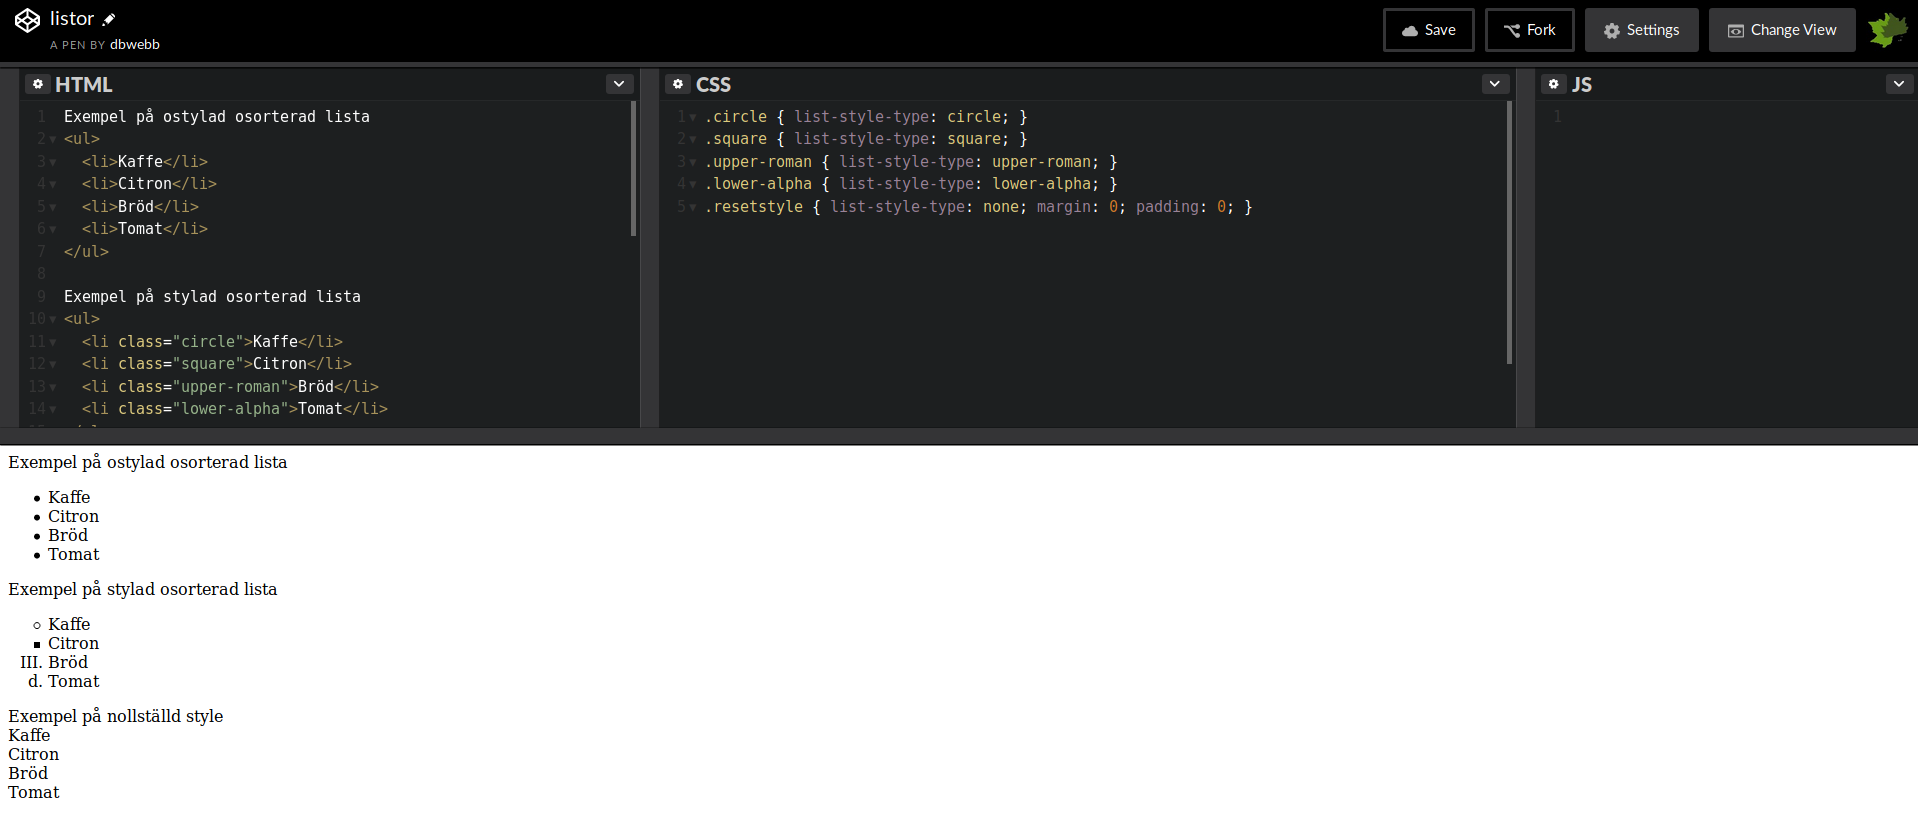 listor
A PEN BY dbwebb
Save
Fork
Settings
Change View
HTML
1 Exempel på ostylad osorterad lista
2 <ul>
3 <li>Kaffe</li>
4 <li>Citron</li>
5 <li>Bröd</li>
6 <li>Tomat</li>
7 </ul>
8
9 Exempel på stylad osorterad lista
10 <ul>
11 <li class="circle">Kaffe</li>
12 <li class="square">Citron</li>
13 <li class="upper-roman">Bröd</li>
14 <li class="lower-alpha">Tomat</li>
CSS
1 .circle { list-style-type: circle; }
2 .square { list-style-type: square; }
3 .upper-roman { list-style-type: upper-roman; }
4 .lower-alpha { list-style-type: lower-alpha; }
5 .resetstyle { list-style-type: none; margin: 0; padding: 0; }
JS
1
Exempel på ostylad osorterad lista
• Kaffe
• Citron
• Bröd
• Tomat
Exempel på stylad osorterad lista
○ Kaffe
▪ Citron
III. Bröd
d. Tomat
Exempel på nollställd style
Kaffe
Citron
Bröd
Tomat